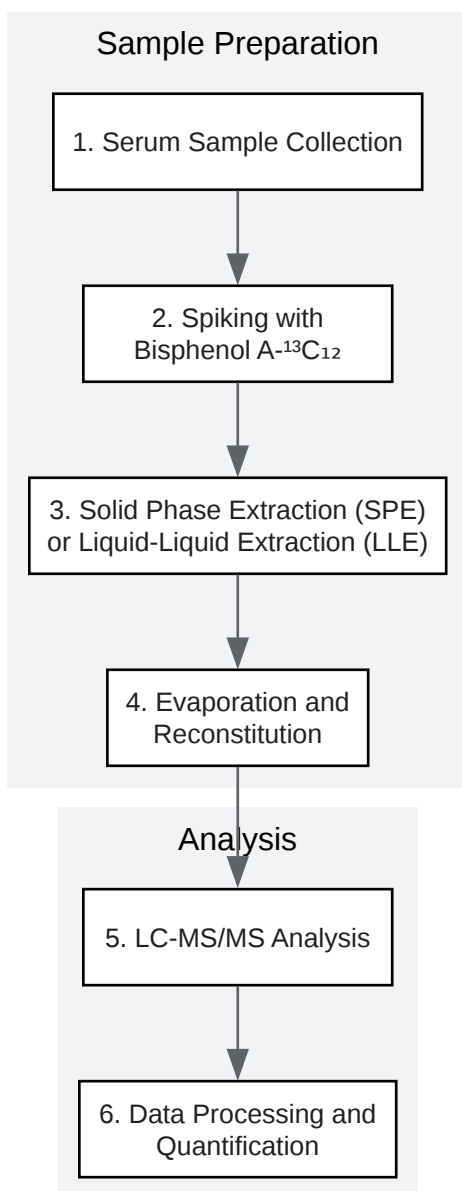 Sample Preparation
1. Serum Sample Collection
2. Spiking with
Bisphenol A-¹³C₁₂
3. Solid Phase Extraction (SPE)
or Liquid-Liquid Extraction (LLE)
4. Evaporation and
Reconstitution
Analysis
5. LC-MS/MS Analysis
6. Data Processing and
Quantification